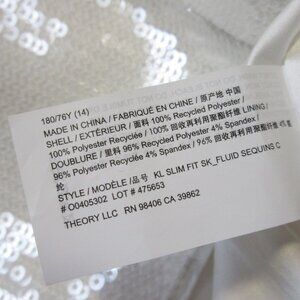 180/76Y (14)
MADE IN CHINA / FABRIQUÉ EN CHINE / 原产地 中国
SHELL / EXTÉRIEUR / 面料 100% Recycled Polyester /
100% Polyester Recyclé / 100% 回收再利用聚酯纤维 LINING /
DOUBLURE / 里料 96% Recycled Polyester 4% Spandex /
96% Polyester Recyclée 4% Spandex / 96% 回收再利用聚酯纤维
纶
STYLE / MODÈLE /品号 KL SLIM FIT SK_FLUID SEQUINS C
# O0405302 LOT # 475653
THEORY LLC RN 98406 CA 39862